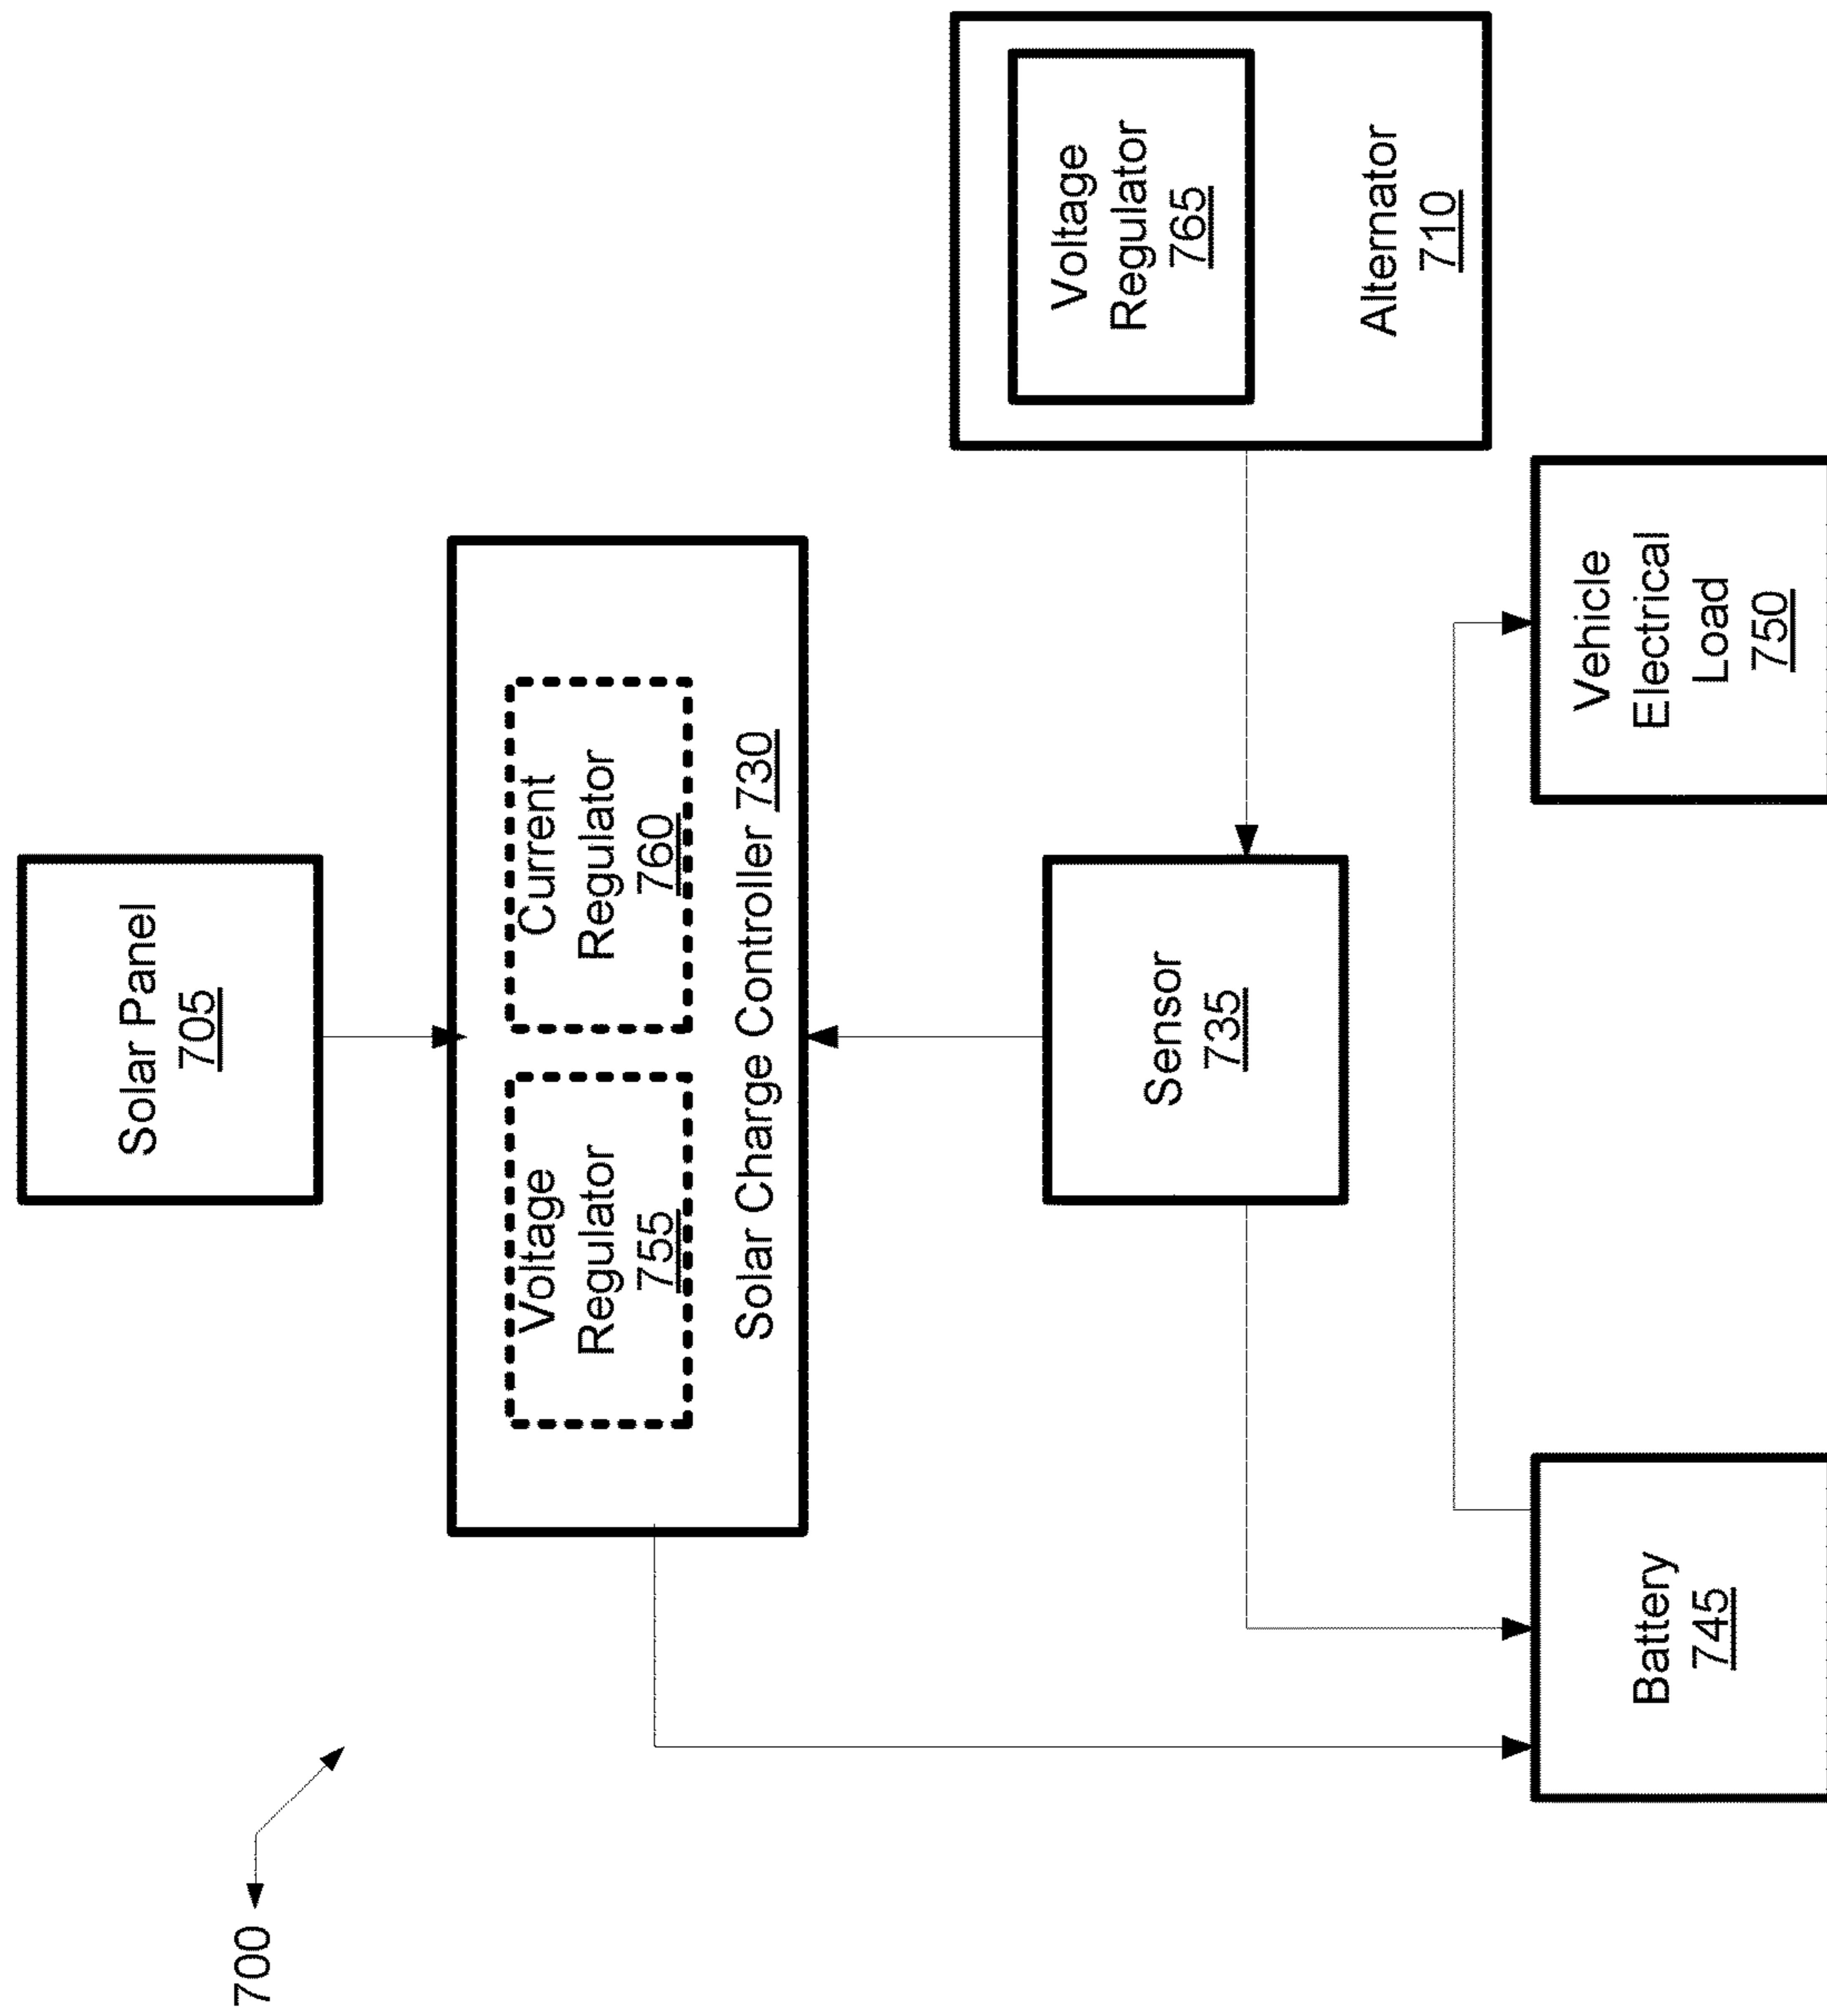 700
Solar Panel
705
Voltage
Regulator
755
Current
Regulator
760
Solar Charge Controller 730
Sensor
735
Voltage
Regulator
765
Alternator
710
Battery
745
Vehicle
Electrical
Load
750